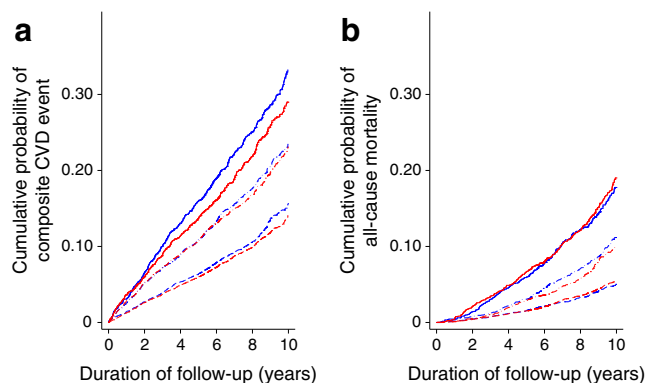 a
Cumulative probability of
composite CVD event
0.30
0.20
0.10
0
0 2 4 6 8 10
Duration of follow-up (years)
b
Cumulative probability of
all-cause mortality
0.30
0.20
0.10
0
0 2 4 6 8 10
Duration of follow-up (years)